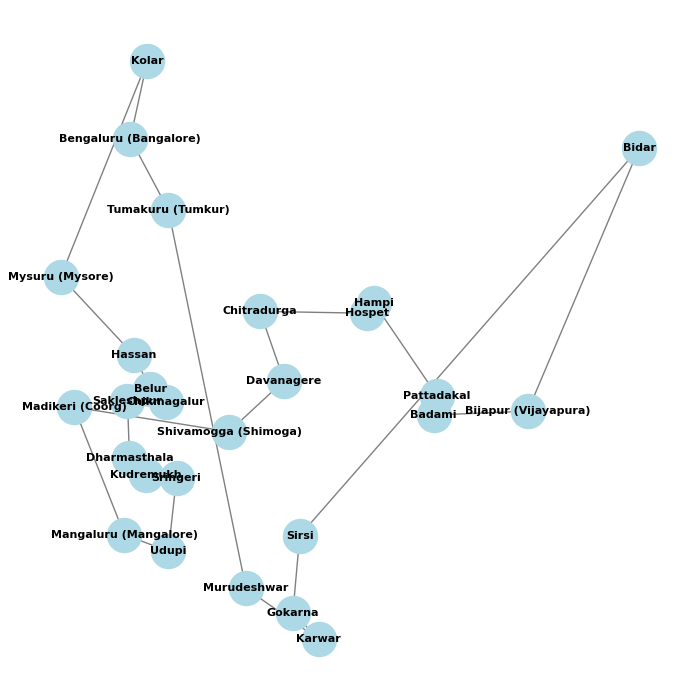 Kolar
Bengaluru (Bangalore)
Bidar
Tumakuru (Tumkur)
Mysuru (Mysore)
Hampi
Chitradurga
Hospet
Hassan
Davanagere
Belur
Pattadakal
Sakleshpur
Chikmagalur
Madikeri (Coorg)
Bijapur (Vijayapura)
Badami
Shivamogga (Shimoga)
Dharmasthala
Kudremukh
Sringeri
Mangaluru (Mangalore)
Sirsi
Udupi
Murudeshwar
Gokarna
Karwar